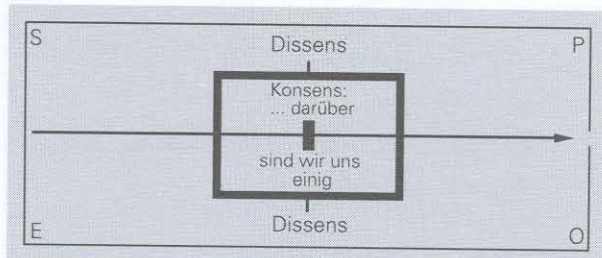 S Dissens P
Konsens:
... darüber
sind wir uns
einig
E Dissens O